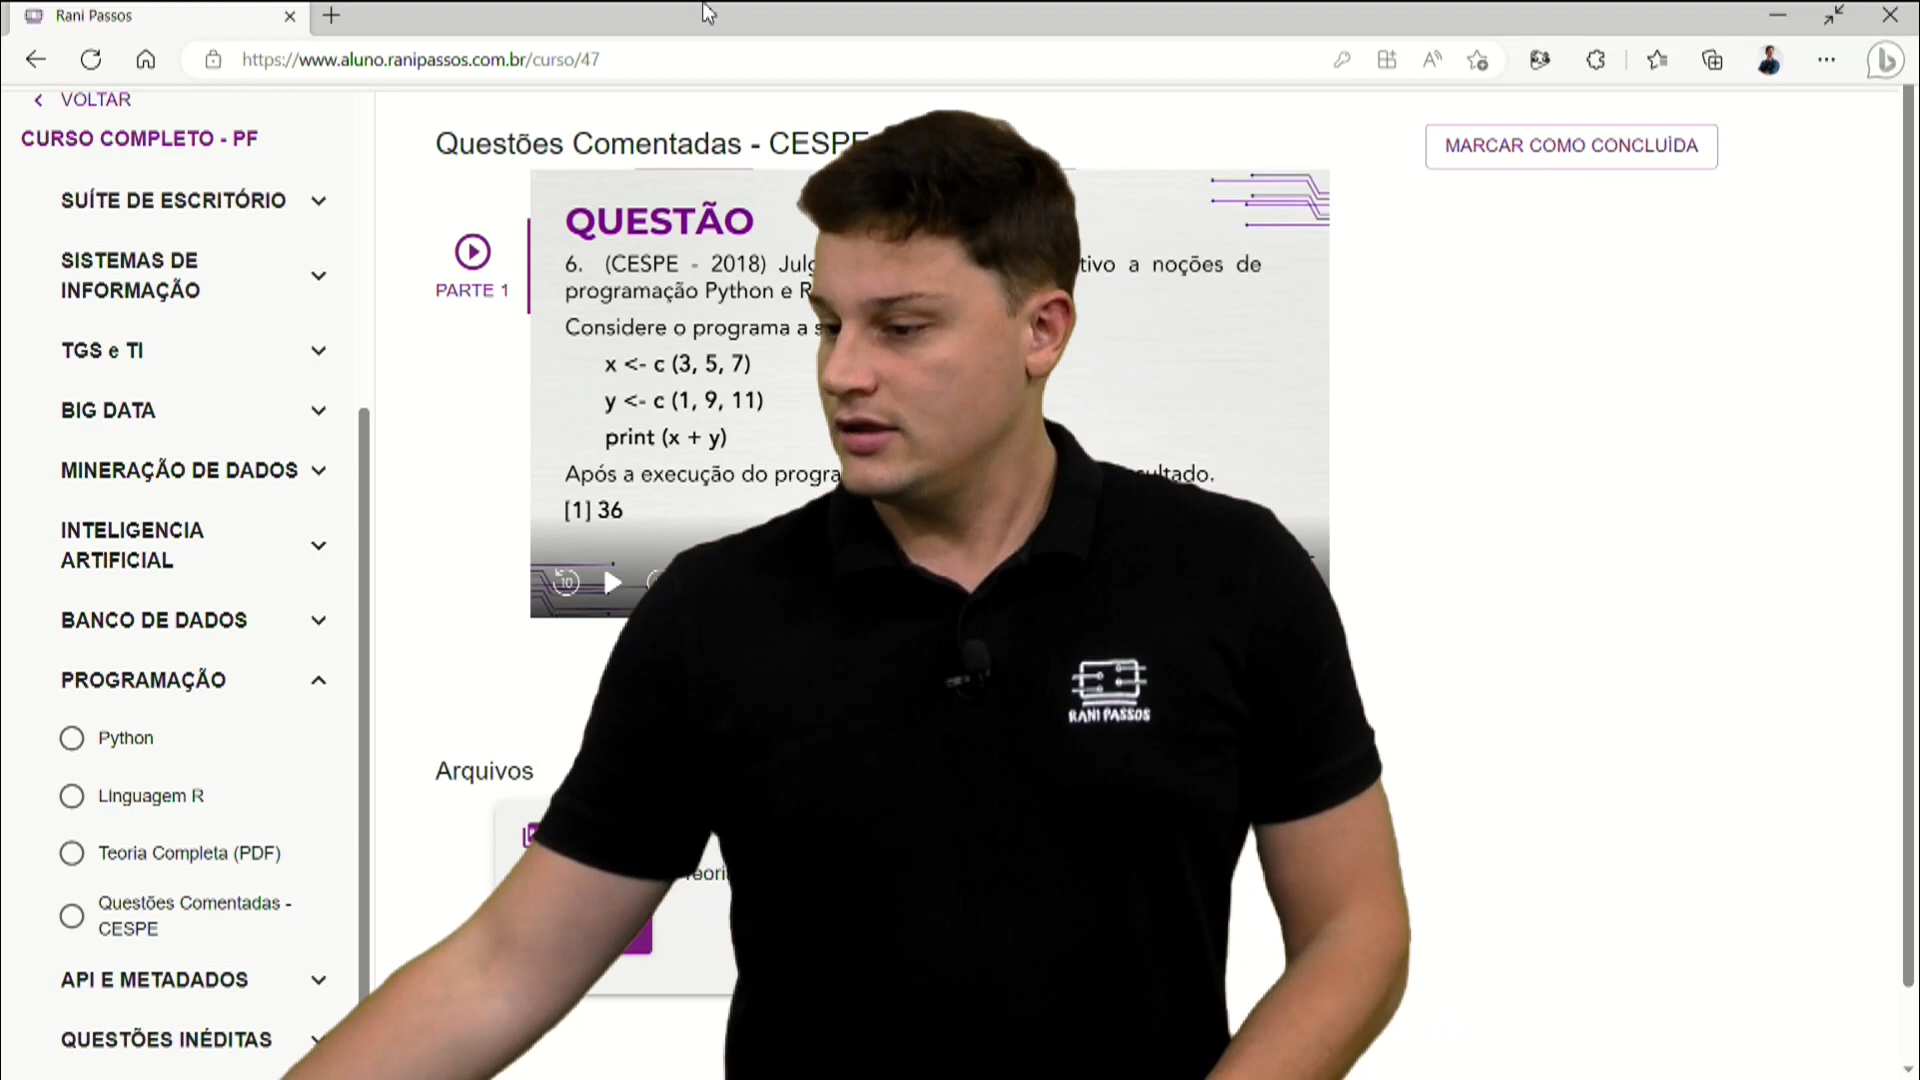 Rani Passos
https://www.aluno.ranipassos.com.br/curso/47
VOLTAR
CURSO COMPLETO - PF
SUÍTE DE ESCRITÓRIO
SISTEMAS DE
INFORMAÇÃO
TGS e TI
BIG DATA
MINERAÇÃO DE DADOS
INTELIGENCIA
ARTIFICIAL
BANCO DE DADOS
PROGRAMAÇÃO
Python
Linguagem R
Teoria Completa (PDF)
Questões Comentadas -
CESPE
API E METADADOS
QUESTÕES INÉDITAS
Questões Comentadas - CESPE
MARCAR COMO CONCLUÍDA
PARTE 1
QUESTÃO
6. (CESPE - 2018) a noções de
programação Python e
Considere o programa a
x <- c (3, 5, 7)
y <- c (1, 9, 11)
print (x + y)
Após a execução do
[1] 36
10
Arquivos
RANI PASSOS